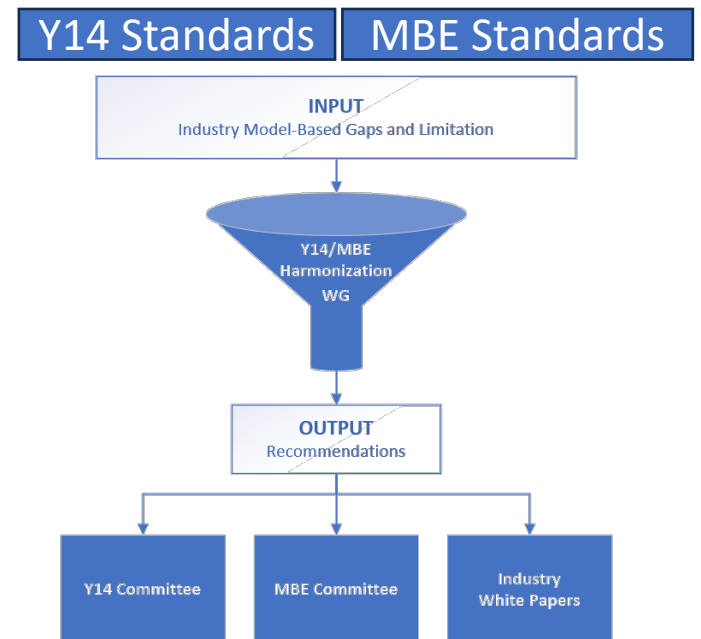 Y14 Standards
MBE Standards
INPUT
Industry Model-Based Gaps and Limitation
Y14/MBE
Harmonization
WG
OUTPUT
Recommendations
Y14 Committee
MBE Committee
Industry
White Papers